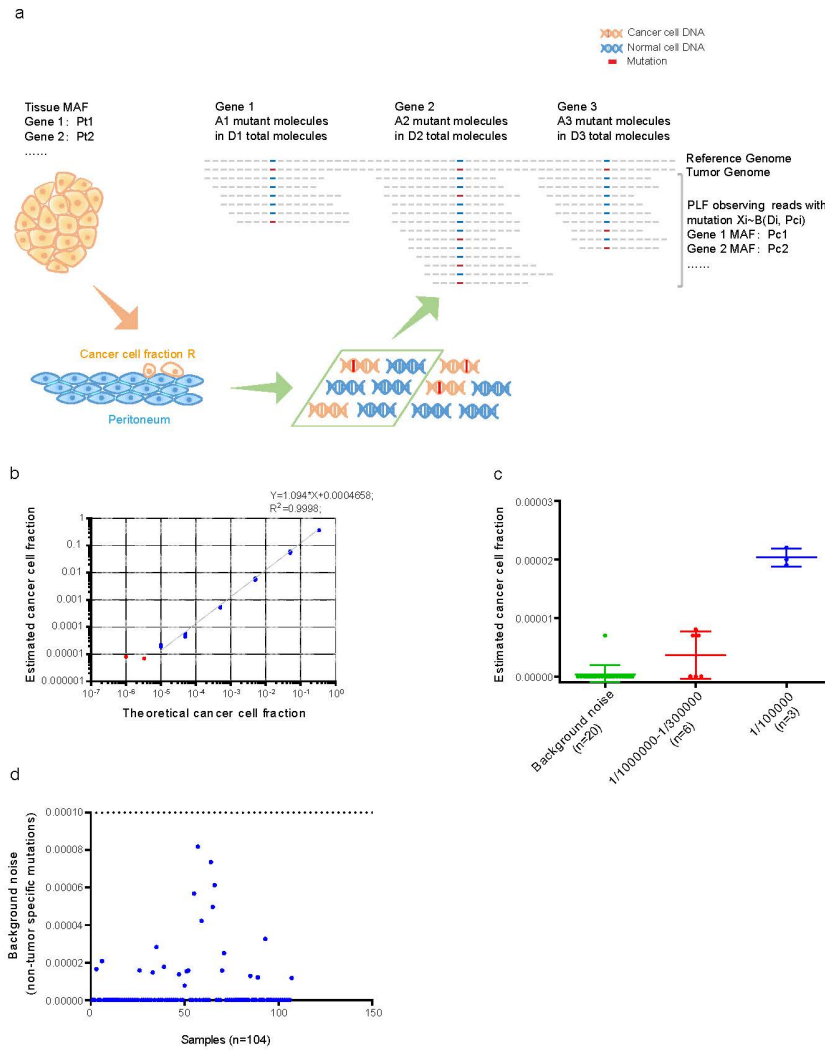 a
Cancer cell DNA
Normal cell DNA
Mutation
Tissue MAF
Gene 1: Pt1
Gene 2: Pt2
......
Gene 1
A1 mutant molecules
in D1 total molecules
Gene 2
A2 mutant molecules
in D2 total molecules
Gene 3
A3 mutant molecules
in D3 total molecules
Reference Genome
Tumor Genome
PLF observing reads with
mutation Xi~B(Di, Pci)
Gene 1 MAF: Pc1
Gene 2 MAF: Pc2
......
Cancer cell fraction R
Peritoneum
b
Y=1.094*X+0.0004658;
R²=0.9998;
Estimated cancer cell fraction
1
0.1
0.01
0.001
0.0001
0.00001
0.000001
10⁻⁷ 10⁻⁶ 10⁻⁵ 10⁻⁴ 10⁻³ 10⁻² 10⁻¹ 10⁰
Theoretical cancer cell fraction
c
Estimated cancer cell fraction
0.00003
0.00002
0.00001
0.00000
Background noise
(n=20)
1/1000000-1/300000
(n=6)
1/100000
(n=3)
d
Background noise
(non-tumor specific mutations)
0.00010
0.00008
0.00006
0.00004
0.00002
0.00000
0 50 100 150
Samples (n=104)